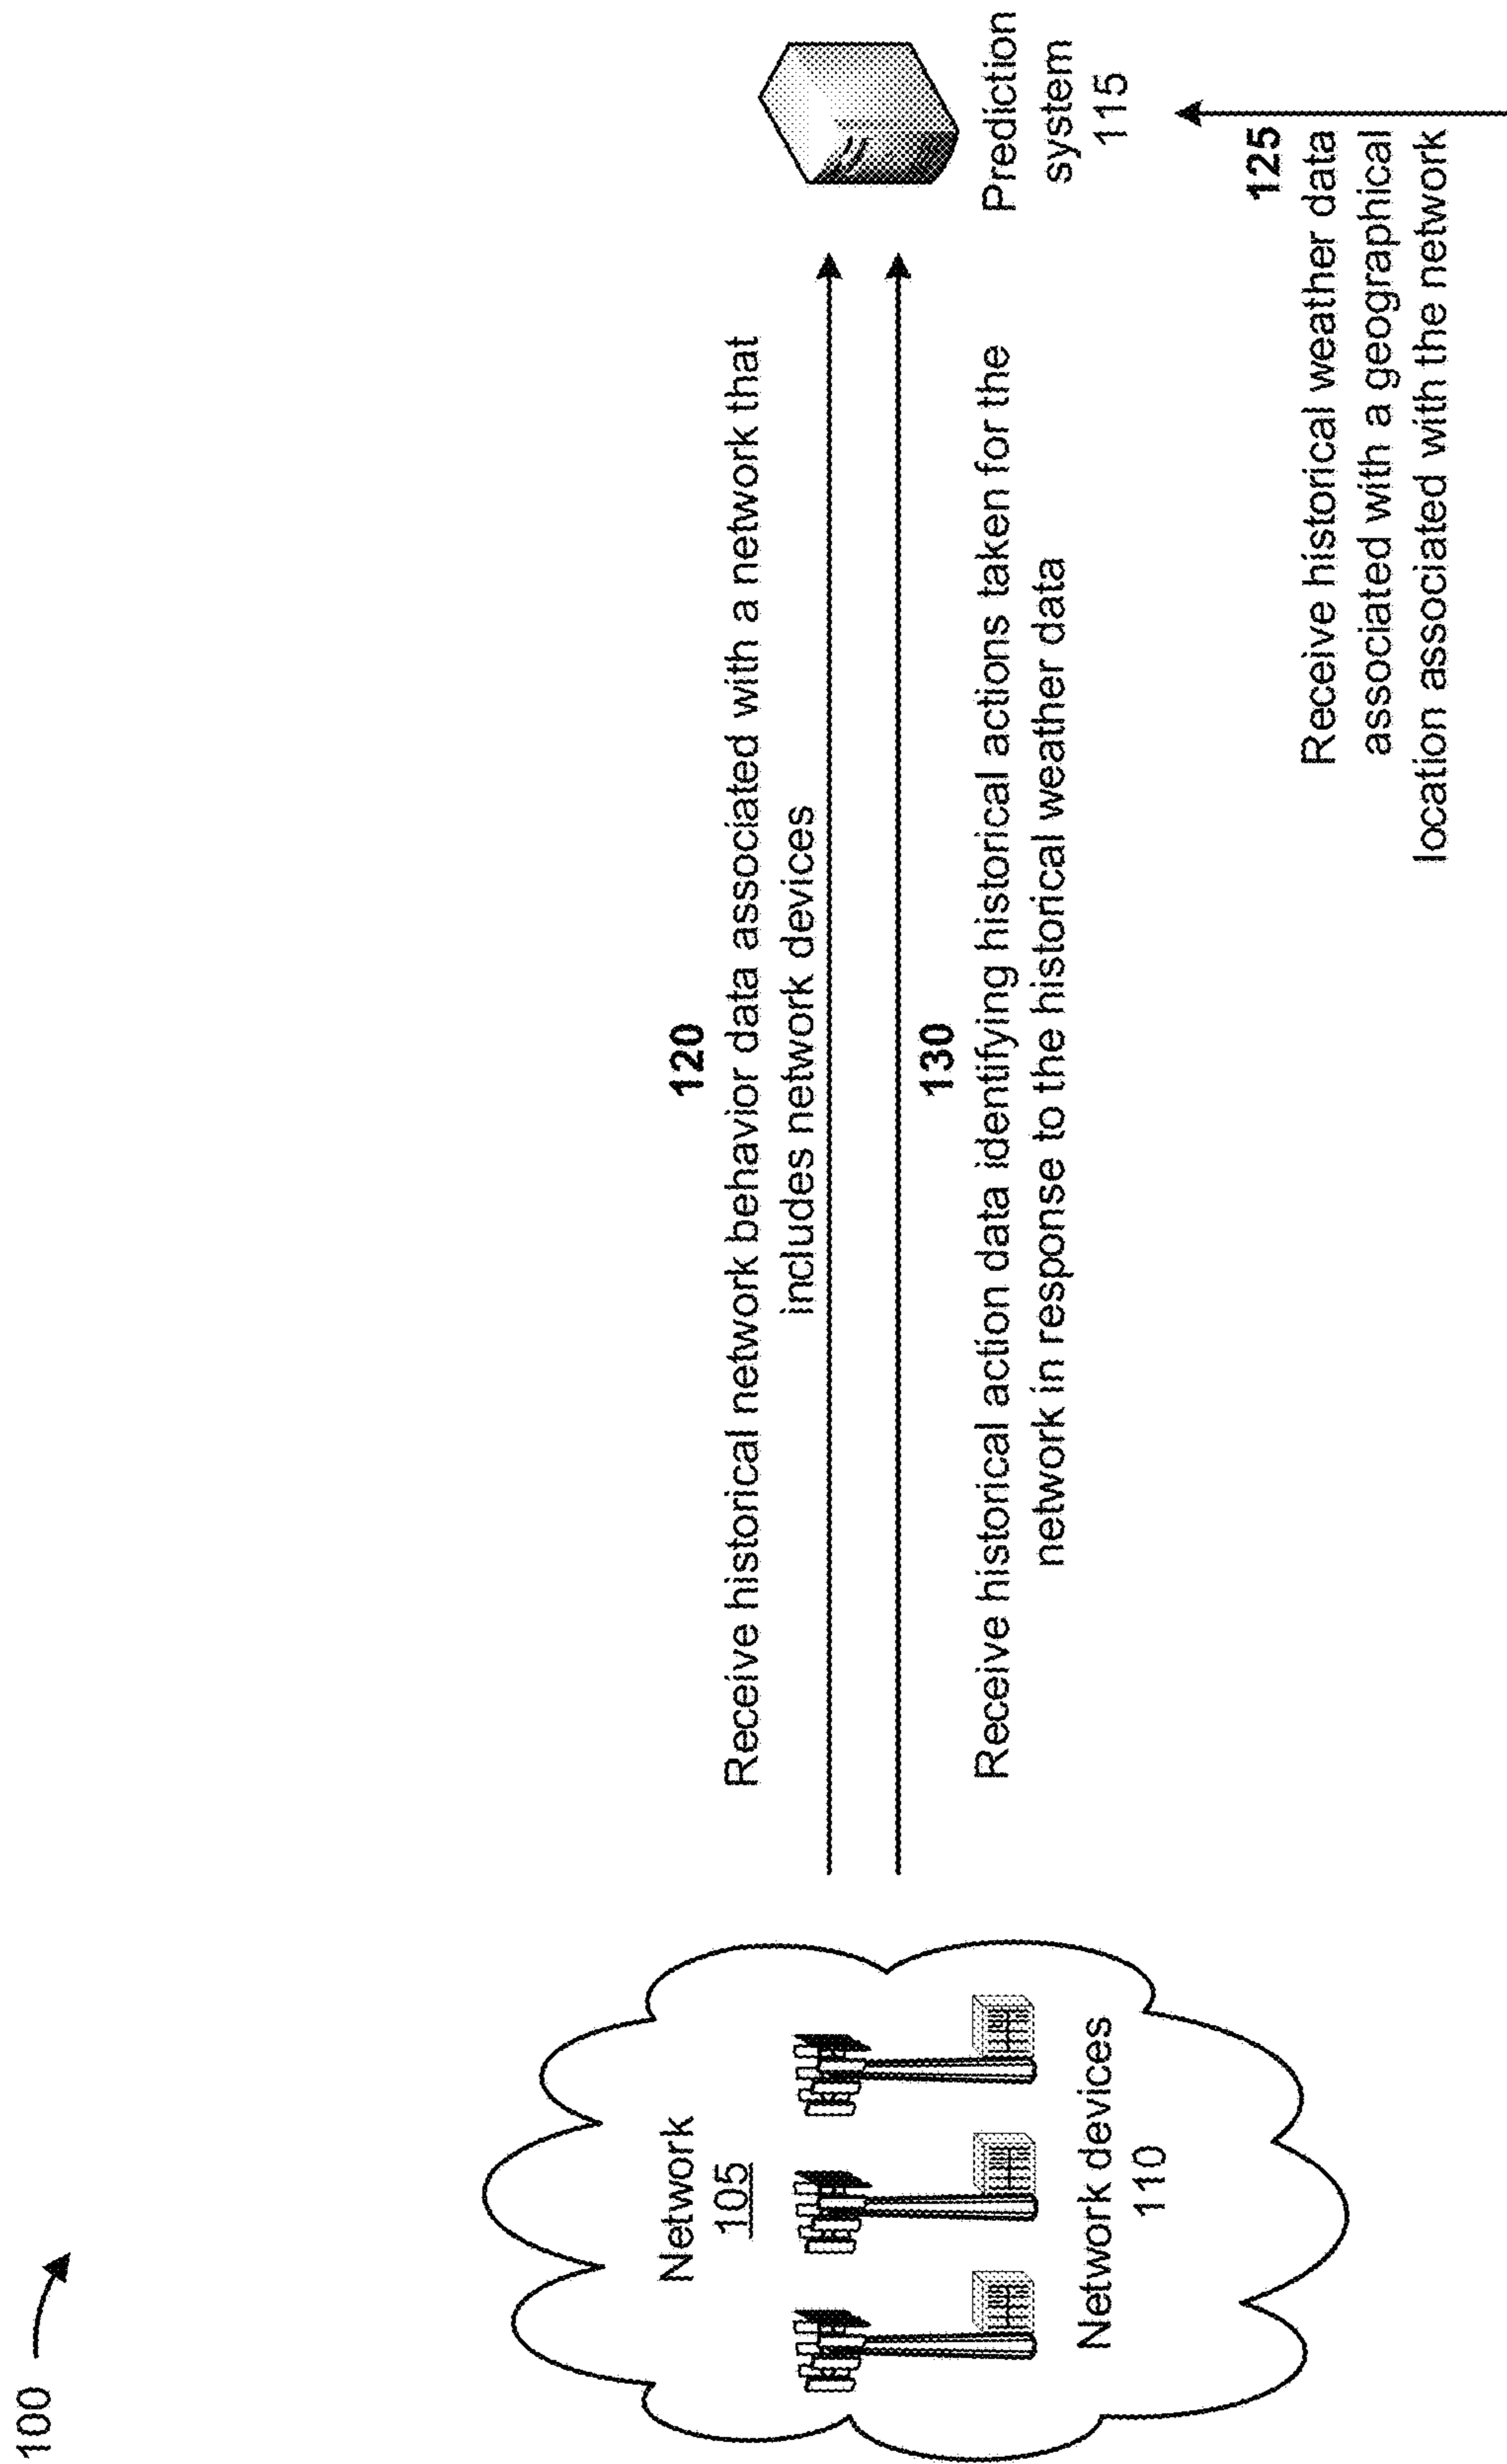 100
120
Receive historical network behavior data associated with a network that
includes network devices
130
Receive historical action data identifying historical actions taken for the
network in response to the historical weather data
Network
105
Network devices
110
Prediction
system
115
125
Receive historical weather data
associated with a geographical
location associated with the network